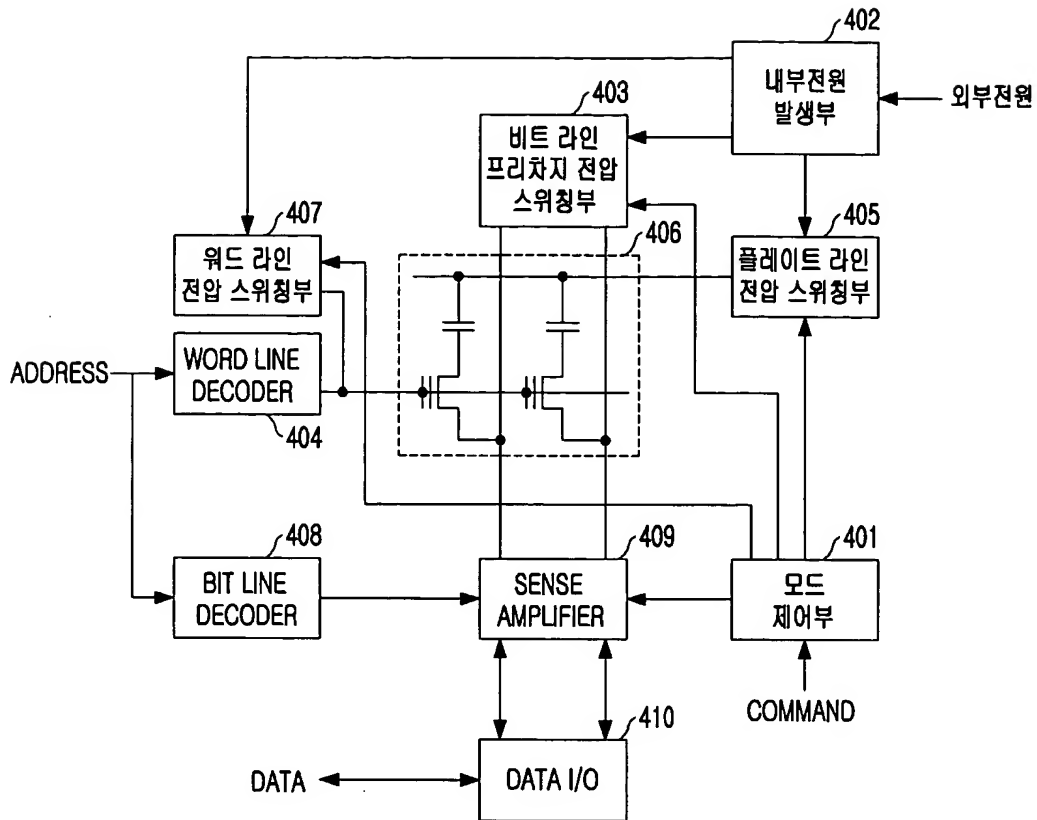 402
내부전원
발생부
외부전원
403
비트 라인
프리차지 전압
스위칭부
407
워드 라인
전압 스위칭부
406
405
플레이트 라인
전압 스위칭부
ADDRESS
WORD LINE
DECODER
404
408
BIT LINE
DECODER
409
SENSE
AMPLIFIER
401
모드
제어부
COMMAND
410
DATA
DATA I/O